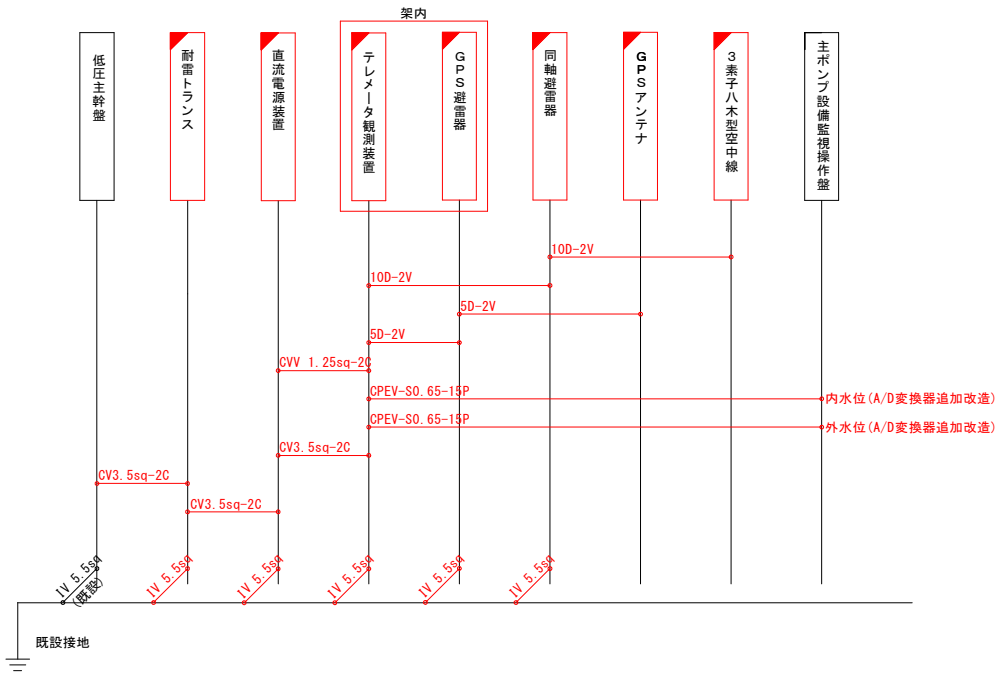 架内
低圧主幹盤
耐雷トランス
直流電源装置
テレメータ観測装置
GPS避雷器
同軸避雷器
GPSアンテナ
3素子八木型空中線
主ポンプ設備監視操作盤
10D-2V
10D-2V
5D-2V
5D-2V
CVV 1.25sq-2C
CPEV-S0.65-15P
内水位(A/D変換器追加改造)
CPEV-S0.65-15P
外水位(A/D変換器追加改造)
CV3.5sq-2C
CV3.5sq-2C
CV3.5sq-2C
IV 5.5sq
(既設)
IV 5.5sq
IV 5.5sq
IV 5.5sq
IV 5.5sq
IV 5.5sq
既設接地